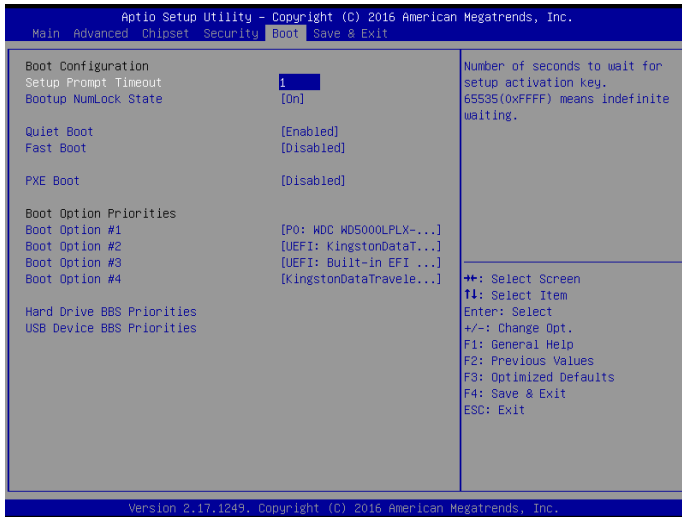 Aptio Setup Utility – Copyright (C) 2016 American Megatrends, Inc.
Main Advanced Chipset Security Boot Save & Exit
Boot Configuration
Setup Prompt Timeout 1
Bootup NumLock State [On]
Quiet Boot [Enabled]
Fast Boot [Disabled]
PXE Boot [Disabled]
Boot Option Priorities
Boot Option #1 [P0: WDC WD5000LPLX-...]
Boot Option #2 [UEFI: KingstonDataT...]
Boot Option #3 [UEFI: Built-in EFI ...]
Boot Option #4 [KingstonDataTravele...]
Hard Drive BBS Priorities
USB Device BBS Priorities
Number of seconds to wait for
setup activation key.
65535(0xFFFF) means indefinite
waiting.
→←: Select Screen
↑↓: Select Item
Enter: Select
+/-: Change Opt.
F1: General Help
F2: Previous Values
F3: Optimized Defaults
F4: Save & Exit
ESC: Exit
Version 2.17.1249. Copyright (C) 2016 American Megatrends, Inc.